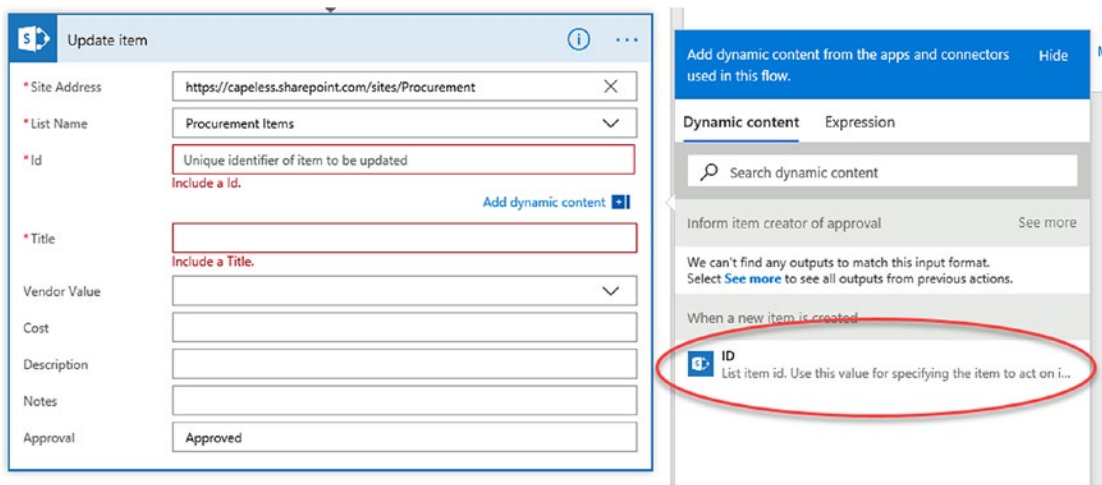 Update item
* Site Address https://capeless.sharepoint.com/sites/Procurement
* List Name Procurement Items
* Id Unique identifier of item to be updated
Include a Id.
Add dynamic content
* Title
Include a Title.
Vendor Value
Cost
Description
Notes
Approval Approved
Add dynamic content from the apps and connectors used in this flow. Hide
Dynamic content Expression
Search dynamic content
Inform item creator of approval See more
We can't find any outputs to match this input format.
Select See more to see all outputs from previous actions.
When a new item is created
ID
List item id. Use this value for specifying the item to act on i...